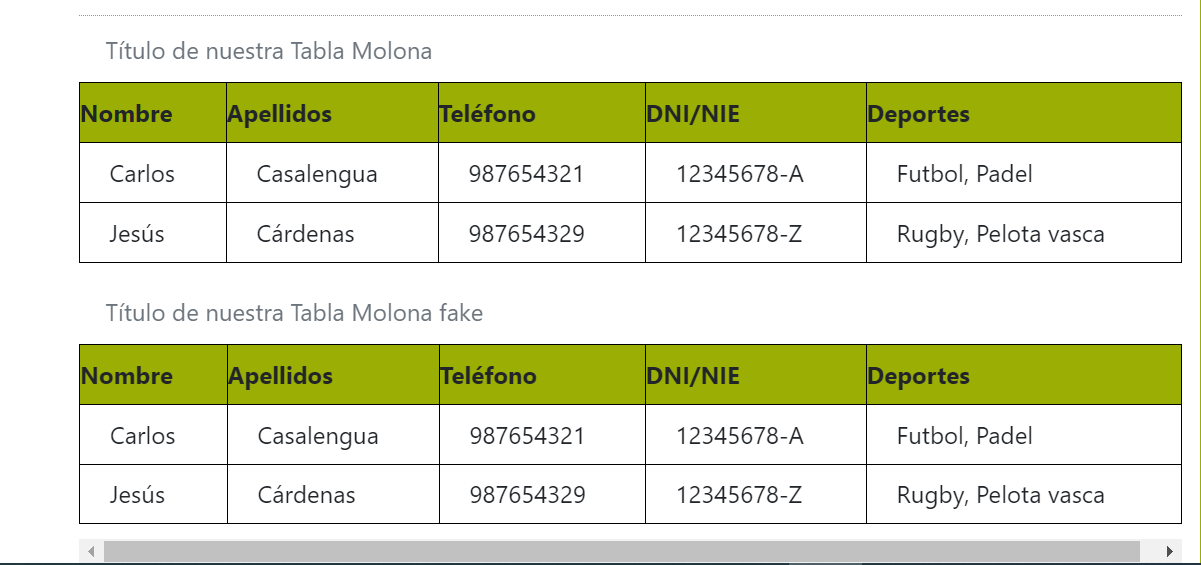 Título de nuestra Tabla Molona
Nombre Apellidos Teléfono DNI/NIE Deportes
Carlos Casalengua 987654321 12345678-A Futbol, Padel
Jesús Cárdenas 987654329 12345678-Z Rugby, Pelota vasca
Título de nuestra Tabla Molona fake
Nombre Apellidos Teléfono DNI/NIE Deportes
Carlos Casalengua 987654321 12345678-A Futbol, Padel
Jesús Cárdenas 987654329 12345678-Z Rugby, Pelota vasca